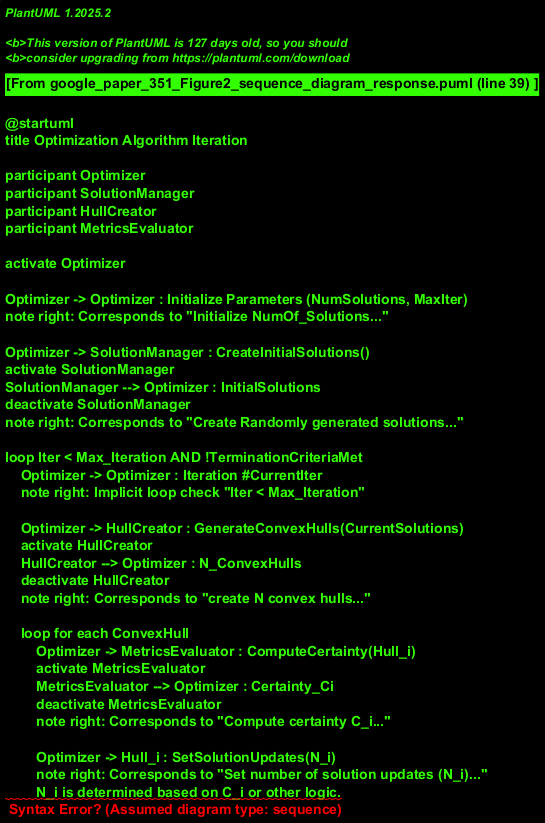 PlantUML 1.2025.2
<b>This version of PlantUML is 127 days old, so you should
<b>consider upgrading from https://plantuml.com/download
[From google_paper_351_Figure2_sequence_diagram_response.puml (line 39) ]
@startuml
title Optimization Algorithm Iteration
participant Optimizer
participant SolutionManager
participant HullCreator
participant MetricsEvaluator
activate Optimizer
Optimizer -> Optimizer : Initialize Parameters (NumSolutions, MaxIter)
note right: Corresponds to "Initialize NumOf_Solutions..."
Optimizer -> SolutionManager : CreateInitialSolutions()
activate SolutionManager
SolutionManager --> Optimizer : InitialSolutions
deactivate SolutionManager
note right: Corresponds to "Create Randomly generated solutions..."
loop Iter < Max_Iteration AND !TerminationCriteriaMet
Optimizer -> Optimizer : Iteration #CurrentIter
note right: Implicit loop check "Iter < Max_Iteration"
Optimizer -> HullCreator : GenerateConvexHulls(CurrentSolutions)
activate HullCreator
HullCreator --> Optimizer : N_ConvexHulls
deactivate HullCreator
note right: Corresponds to "create N convex hulls..."
loop for each ConvexHull
Optimizer -> MetricsEvaluator : ComputeCertainty(Hull_i)
activate MetricsEvaluator
MetricsEvaluator --> Optimizer : Certainty_Ci
deactivate MetricsEvaluator
note right: Corresponds to "Compute certainty C_i..."
Optimizer -> Hull_i : SetSolutionUpdates(N_i)
note right: Corresponds to "Set number of solution updates (N_i)..."
N_i is determined based on C_i or other logic.
Syntax Error? (Assumed diagram type: sequence)